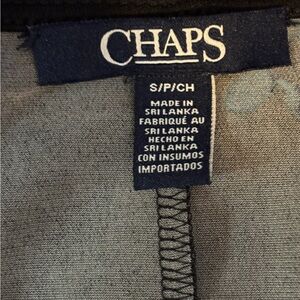 CHAPS
S/P/CH
MADE IN
SRI LANKA
FABRIQUÉ AU
SRI LANKA
HECHO EN
SRI LANKA
CON INSUMOS
IMPORTADOS